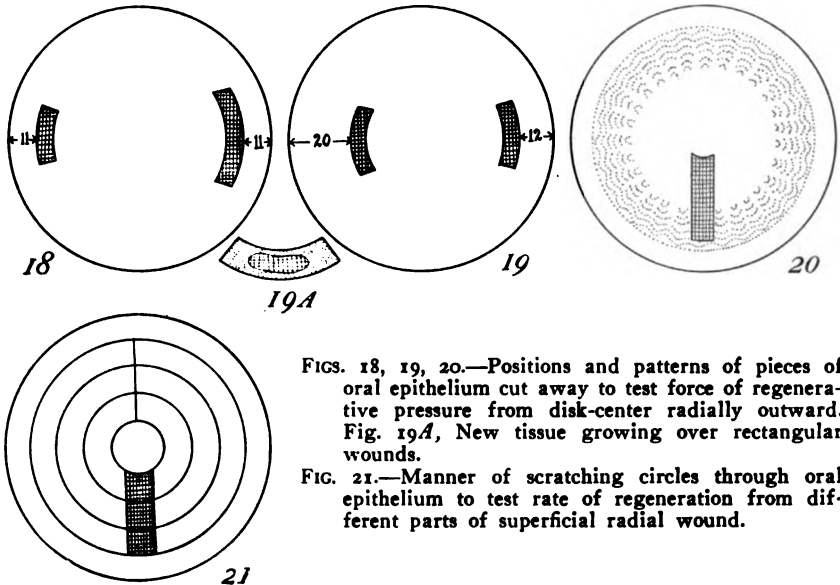 11
11
20
12
18
19
20
19A
21
FIGS. 18, 19, 20.—Positions and patterns of pieces of
oral epithelium cut away to test force of regenera-
tive pressure from disk-center radially outward.
Fig. 19A, New tissue growing over rectangular
wounds.
FIG. 21.—Manner of scratching circles through oral
epithelium to test rate of regeneration from dif-
ferent parts of superficial radial wound.